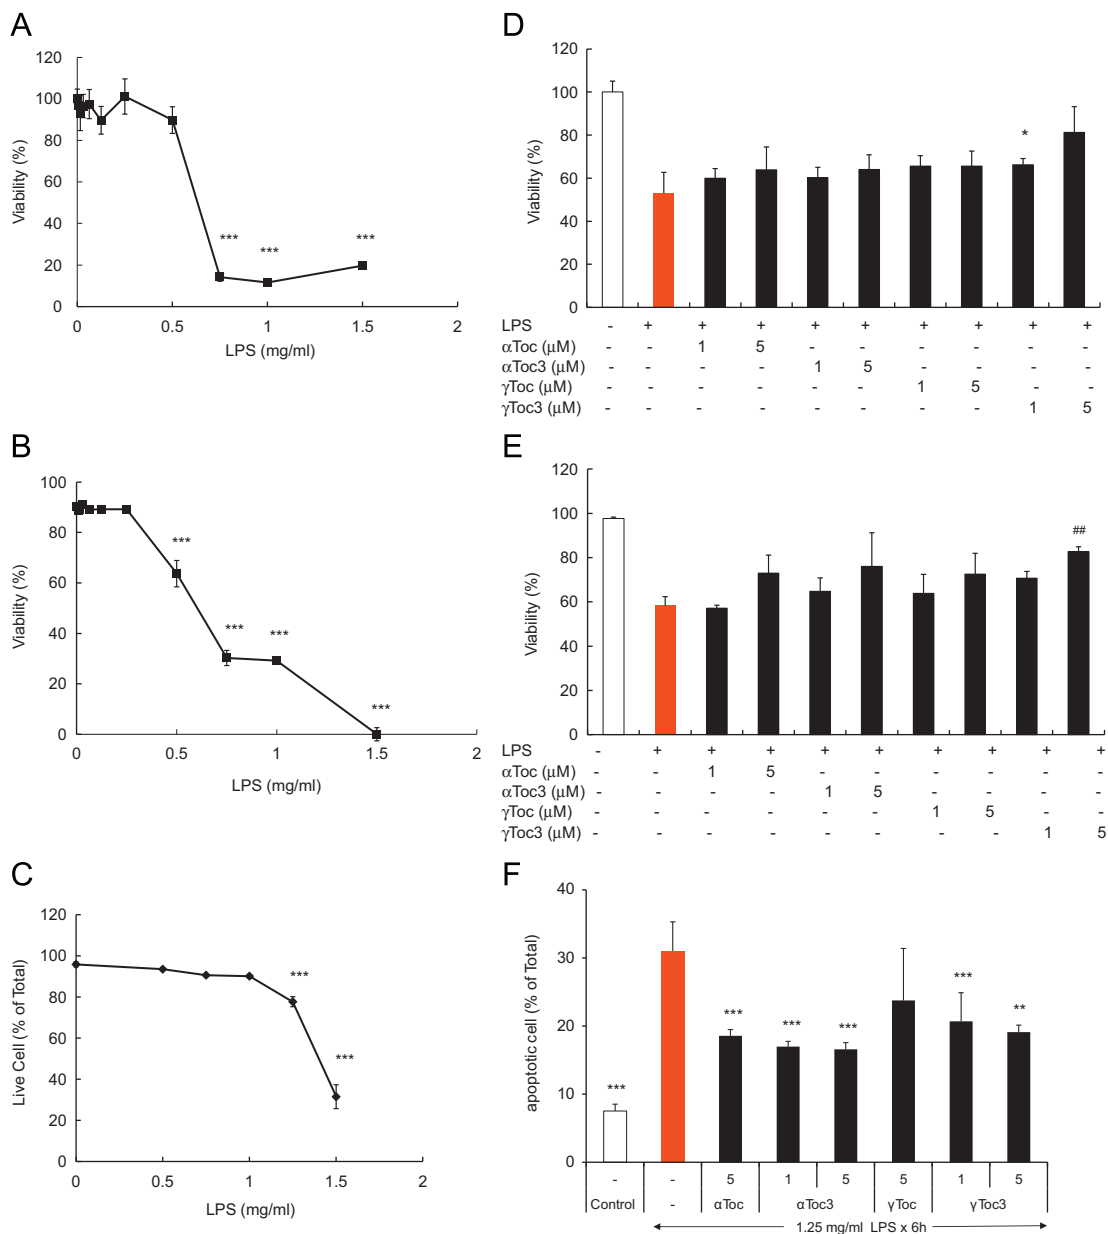 A
120
100
80
60
40
20
0
Viability (%)
***
***
***
0
0.5
1
1.5
2
LPS (mg/ml)
B
100
80
60
40
20
0
Viability (%)
***
***
***
***
0
0.5
1
1.5
2
LPS (mg/ml)
C
120
100
80
60
40
20
0
Live Cell (% of Total)
***
***
0
0.5
1
1.5
2
LPS (mg/ml)
D
120
100
80
60
40
20
0
Viability (%)
*
LPS - + + + + + + + + +
αToc (μM) - - 1 5 - - - - - -
αToc3 (μM) - - - - 1 5 - - - -
γToc (μM) - - - - - - 1 5 - -
γToc3 (μM) - - - - - - - - 1 5
E
120
100
80
60
40
20
0
Viability (%)
##
LPS - + + + + + + + + +
αToc (μM) - - 1 5 - - - - - -
αToc3 (μM) - - - - 1 5 - - - -
γToc (μM) - - - - - - 1 5 - -
γToc3 (μM) - - - - - - - - 1 5
F
40
30
20
10
0
apoptotic cell (% of Total)
***
***
***
***
***
**
- - 5 1 5 5 1 5
Control - αToc αToc3 γToc γToc3
1.25 mg/ml LPS x 6h